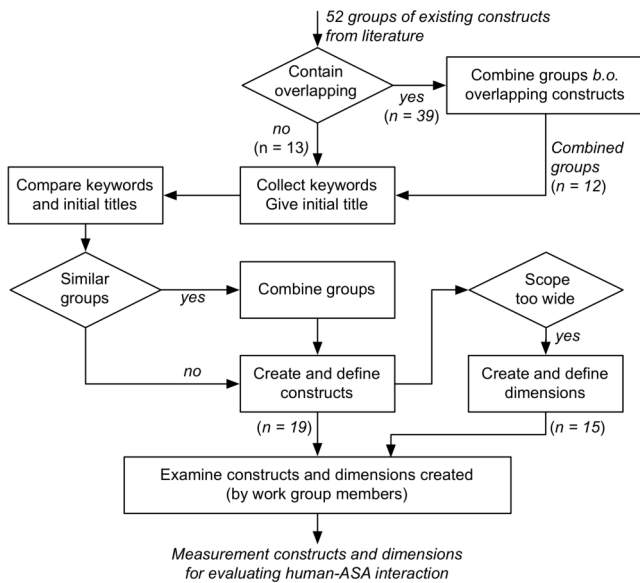 52 groups of existing constructs
from literature
Contain
overlapping
yes
(n = 39)
Combine groups b.o.
overlapping constructs
no
(n = 13)
Combined
groups
(n = 12)
Compare keywords
and initial titles
Collect keywords
Give initial title
Similar
groups
yes
Combine groups
Scope
too wide
yes
no
Create and define
constructs
Create and define
dimensions
(n = 19)
(n = 15)
Examine constructs and dimensions created
(by work group members)
Measurement constructs and dimensions
for evaluating human-ASA interaction